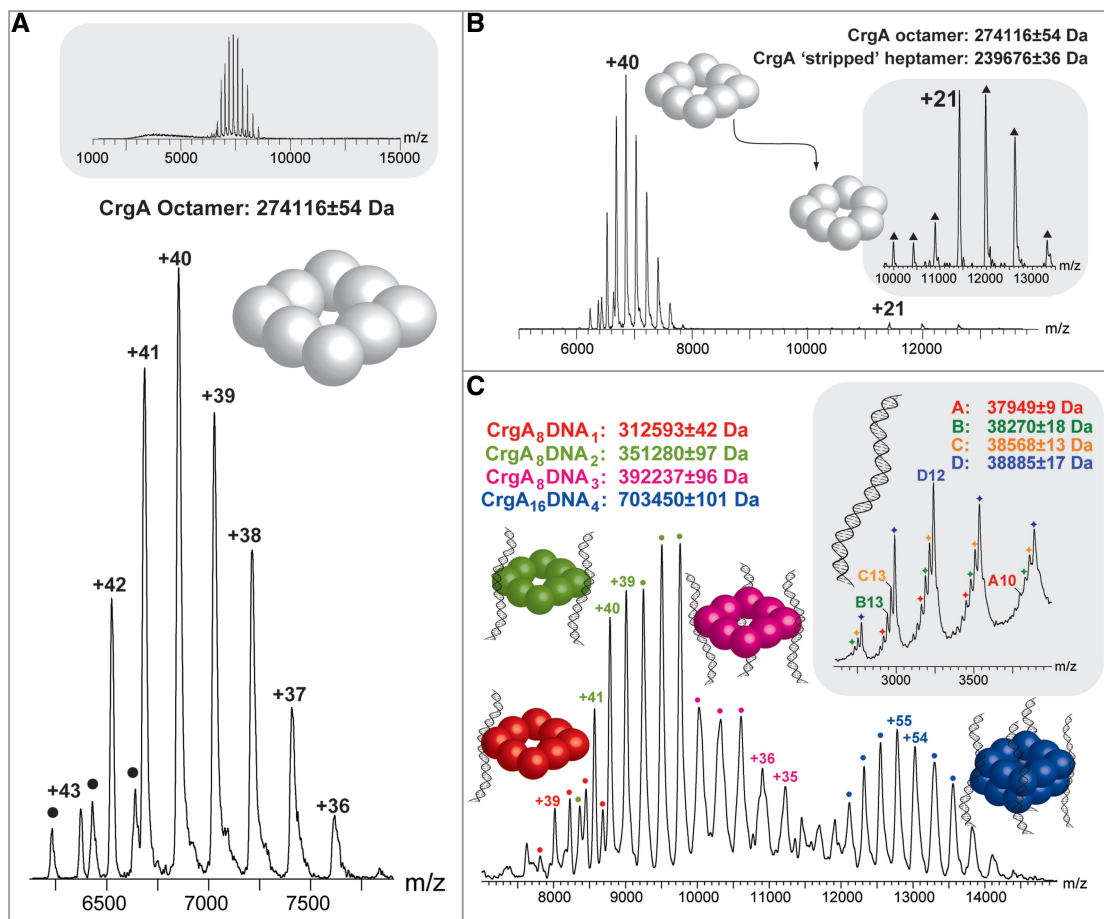 A
m/z
1000
5000
10000
15000
CrgA Octamer: 274116±54 Da
+40
+41
+39
+42
+38
+37
+43
+36
6500
7000
7500
m/z
B
CrgA octamer: 274116±54 Da
CrgA 'stripped' heptamer: 239676±36 Da
+40
+21
10000
11000
12000
13000
m/z
+21
6000
8000
10000
12000
m/z
C
CrgA8DNA1: 312593±42 Da
CrgA8DNA2: 351280±97 Da
CrgA8DNA3: 392237±96 Da
CrgA16DNA4: 703450±101 Da
A: 37949±9 Da
B: 38270±18 Da
C: 38568±13 Da
D: 38885±17 Da
D12
C13
B13
A10
3000
3500
m/z
+39
+40
+41
+39
+36
+35
+55
+54
8000
9000
10000
11000
12000
13000
14000
m/z